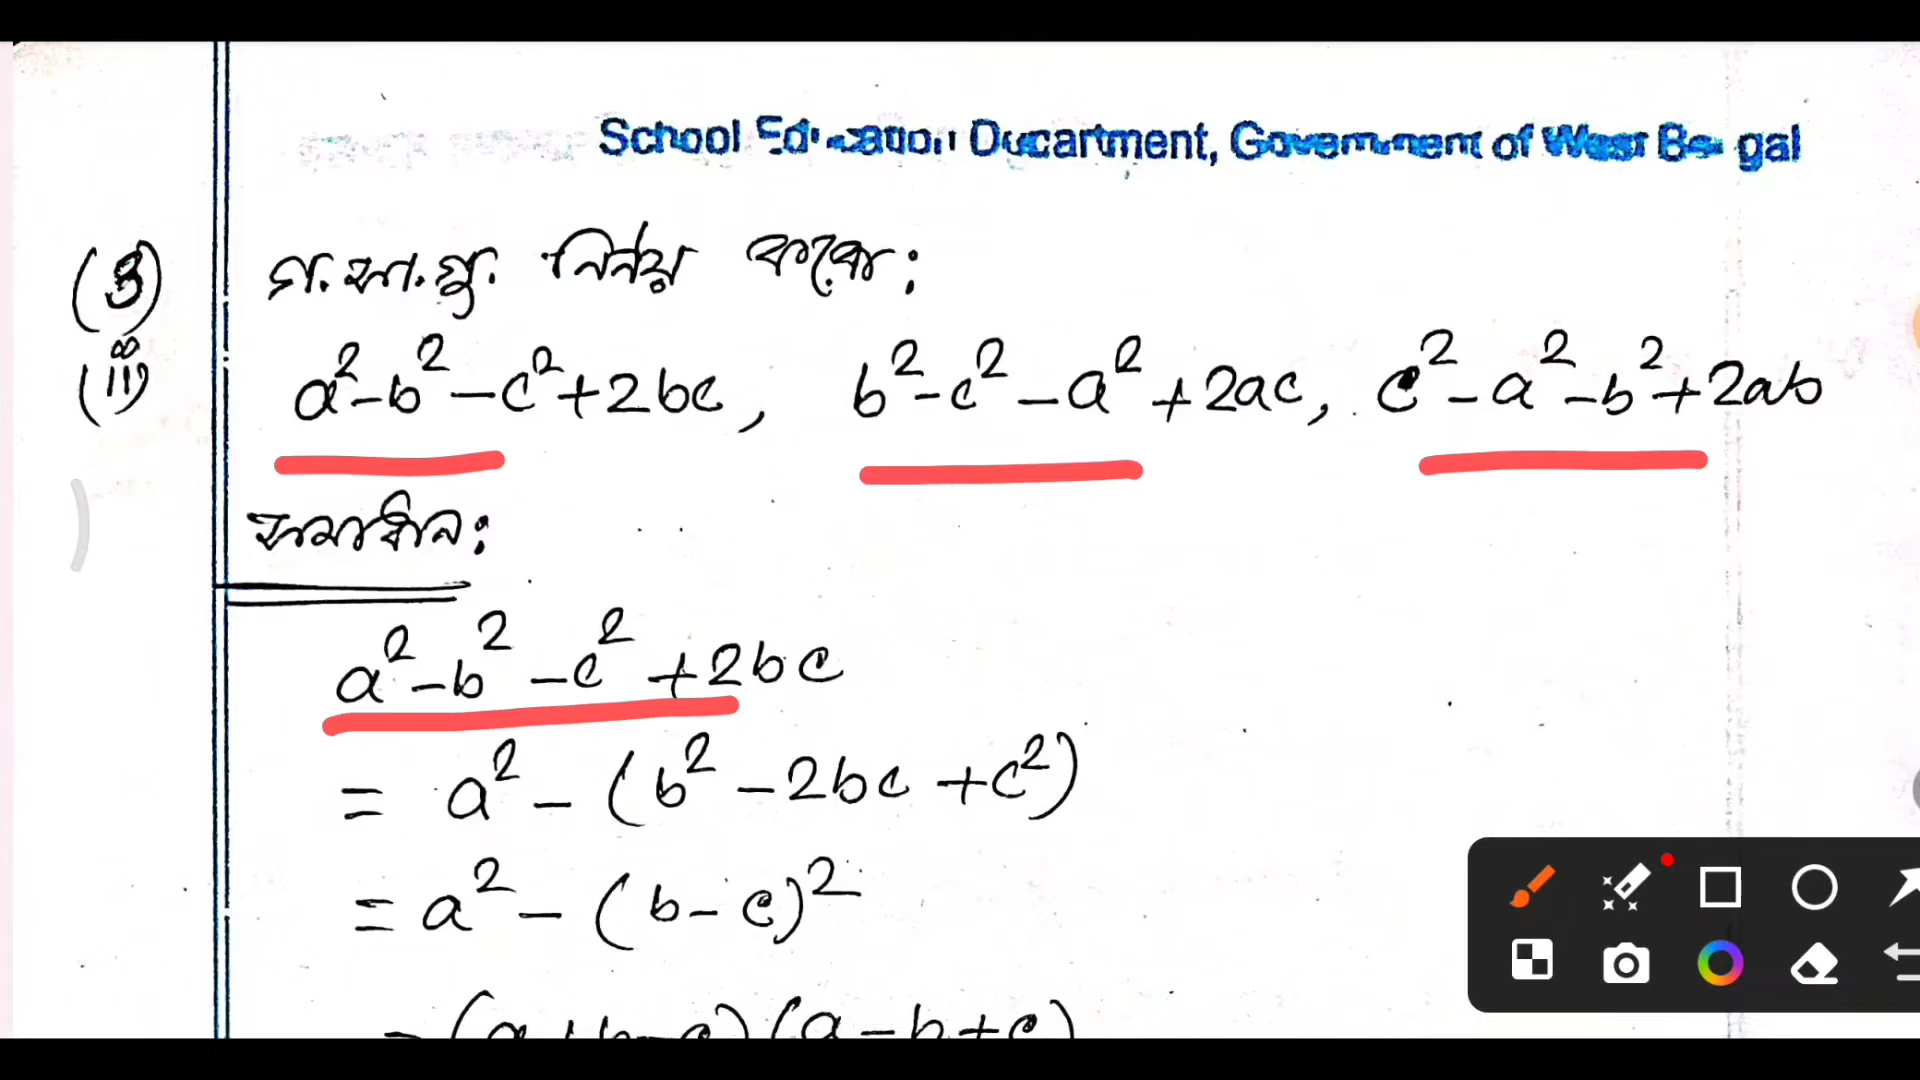 School Education Department, Government of West Bengal
(3) গ.সা.গু. নির্ণয় করো:
(ii) a²-b²-c²+2bc, b²-c²-a²+2ac, c²-a²-b²+2ab
সমাধান:
a²-b²-c²+2bc
= a²-(b²-2bc+c²)
= a²-(b-c)²
= (a+b-c)(a-b+c)